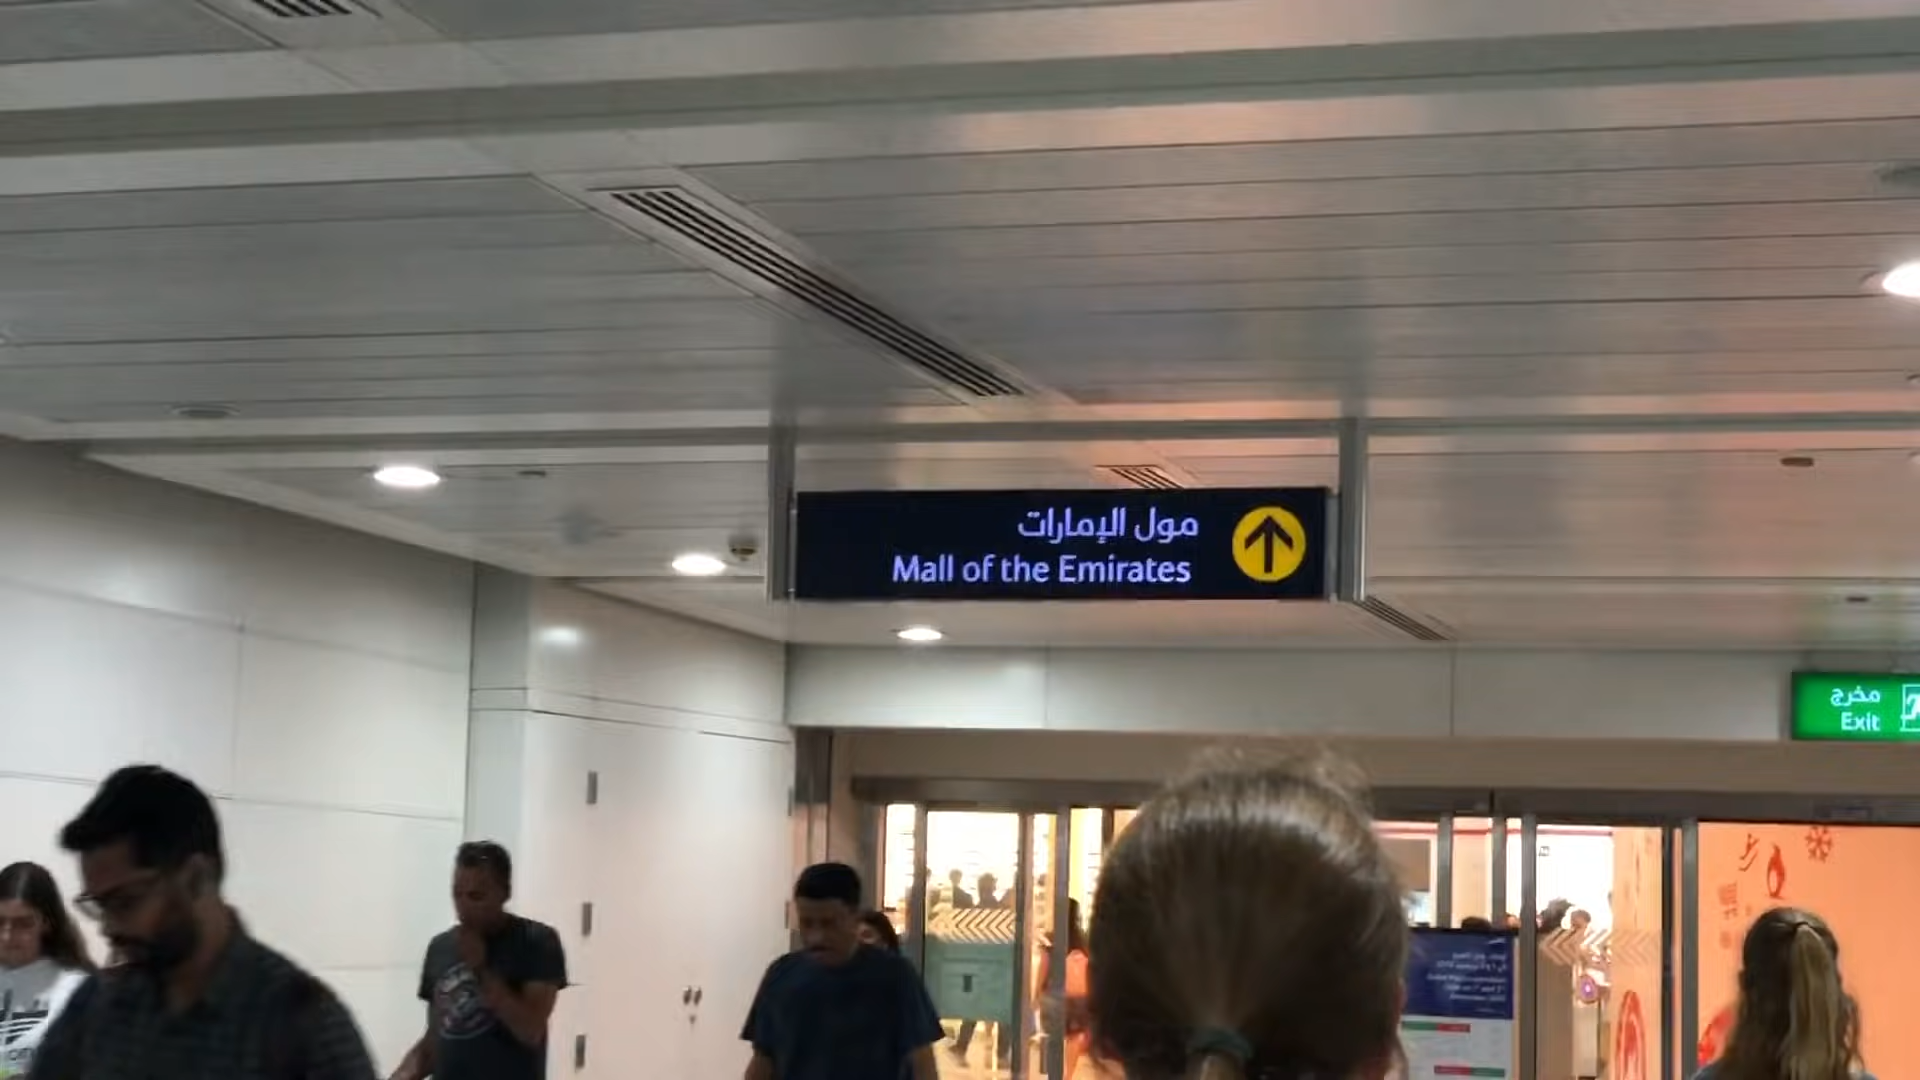 مول الإمارات
Mall of the Emirates
مخرج
Exit